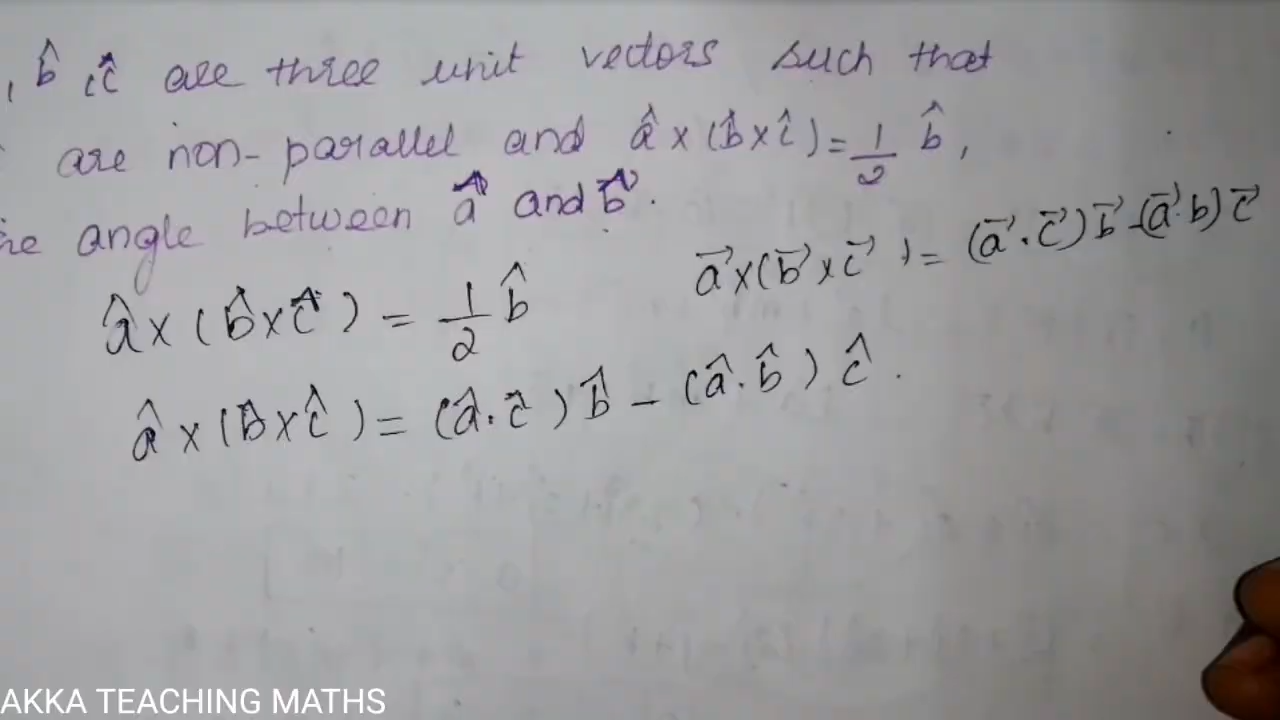 , b̂ ,ĉ are three unit vectors such that
are non-parallel and â × (b̂ × ĉ) = 1/2 b̂,
angle between a⃗ and b⃗.
a⃗ × (b⃗ × c⃗) = (a⃗ . c⃗) b⃗ - (a⃗ . b) c⃗
â × (b̂ × ĉ) = 1/2 b̂
â × (b̂ × ĉ) = (â . ĉ) b̂ - (â . b̂) ĉ.
AKKA TEACHING MATHS